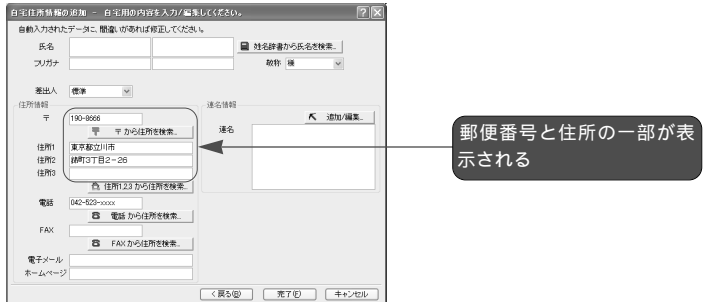 自宅住所情報の追加 － 自宅用の内容を入力/編集してください。
自動入力されたデータに、間違いがあれば修正してください。
氏名
姓名辞書から氏名を検索...
フリガナ
敬称 様
差出人 標準
住所情報
連名情報
〒 190-8666
追加/編集...
〒から住所を検索...
連名
住所1 東京都立川市
住所2 錦町3丁目2－26
住所3
住所1,2,3 から住所を検索...
電話 042-523-xxxx
電話 から住所を検索...
FAX
FAX から住所を検索...
電子メール
ホームページ
< 戻る(B) 完了(F) キャンセル
郵便番号と住所の一部が表
示される